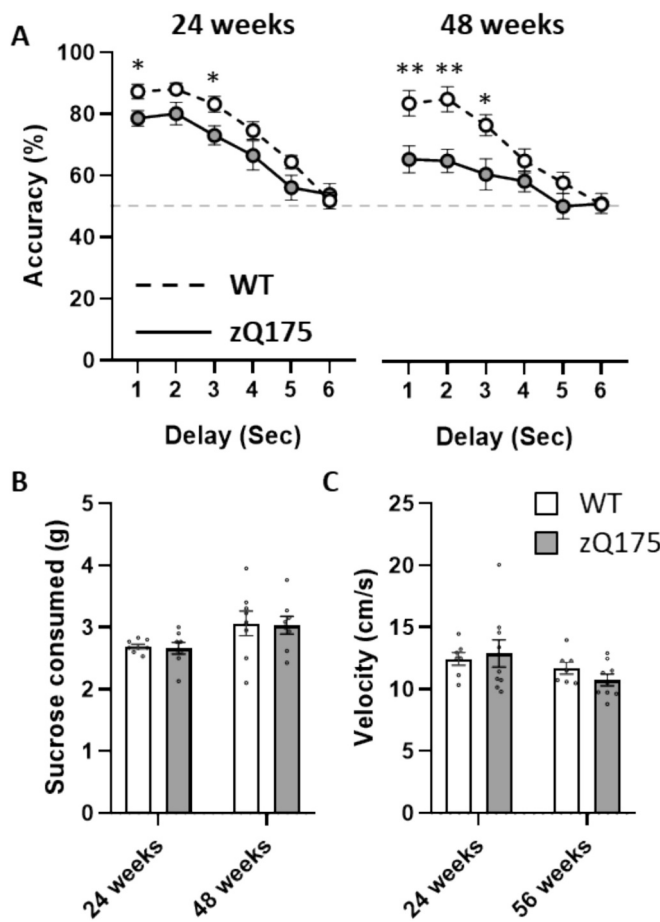 A
24 weeks
48 weeks
Accuracy (%)
100
80
60
40
20
0
* *
** ** *
WT
zQ175
1 2 3 4 5 6
1 2 3 4 5 6
Delay (Sec)
Delay (Sec)
B
Sucrose consumed (g)
5
4
3
2
1
0
24 weeks
48 weeks
C
Velocity (cm/s)
25
20
15
10
5
0
WT
zQ175
24 weeks
56 weeks